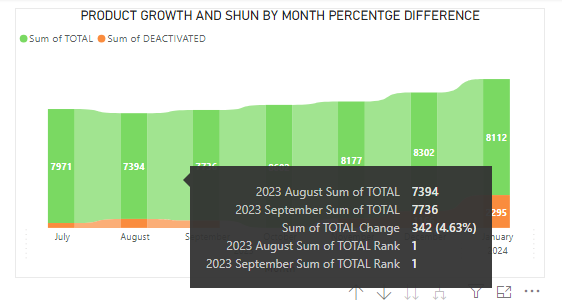 PRODUCT GROWTH AND SHUN BY MONTH PERCENTGE DIFFERENCE
Sum of TOTAL Sum of DEACTIVATED
7971 7394 8177 8302 8112
295
2023 August Sum of TOTAL 7394
2023 September Sum of TOTAL 7736
Sum of TOTAL Change 342 (4.63%)
2023 August Sum of TOTAL Rank 1
2023 September Sum of TOTAL Rank 1
July August